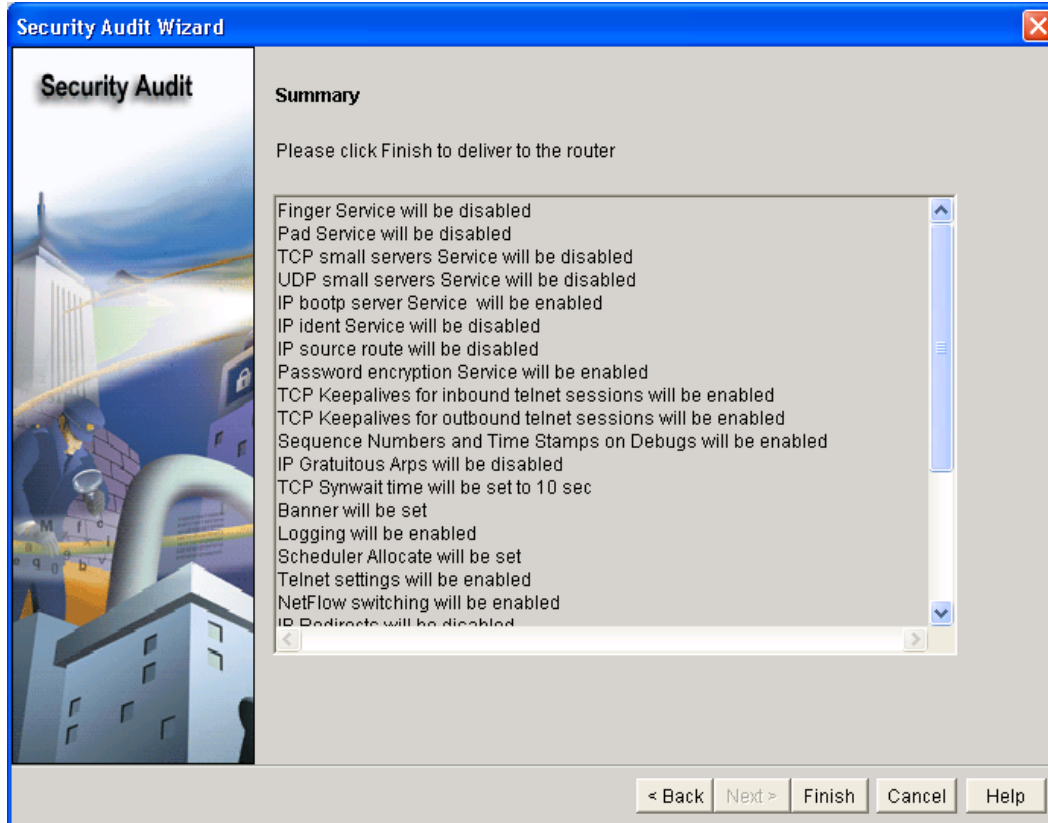 Security Audit Wizard
Security Audit
Summary
Please click Finish to deliver to the router
Finger Service will be disabled
Pad Service will be disabled
TCP small servers Service will be disabled
UDP small servers Service will be disabled
IP bootp server Service will be enabled
IP ident Service will be disabled
IP source route will be disabled
Password encryption Service will be enabled
TCP Keepalives for inbound telnet sessions will be enabled
TCP Keepalives for outbound telnet sessions will be enabled
Sequence Numbers and Time Stamps on Debugs will be enabled
IP Gratuitous Arps will be disabled
TCP Synwait time will be set to 10 sec
Banner will be set
Logging will be enabled
Scheduler Allocate will be set
Telnet settings will be enabled
NetFlow switching will be enabled
IP Redirects will be disabled
< Back
Next >
Finish
Cancel
Help